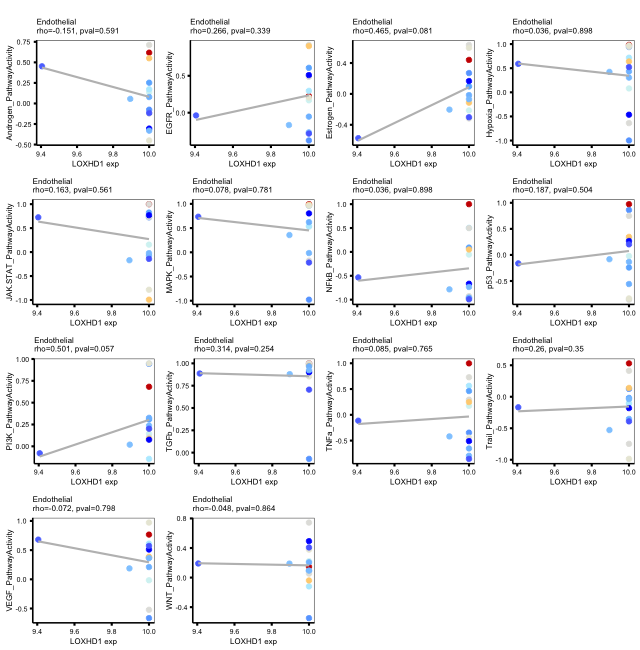 Endothelial
rho=-0.151, pval=0.591
Androgen_PathwayActivity
0.75
0.50
0.25
0.00
-0.25
-0.50
9.4 9.6 9.8 10.0
LOXHD1 exp
Endothelial
rho=0.266, pval=0.339
EGFR_PathwayActivity
0.5
0.0
9.4 9.6 9.8 10.0
LOXHD1 exp
Endothelial
rho=0.465, pval=0.081
Estrogen_PathwayActivity
0.4
0.0
-0.4
9.4 9.6 9.8 10.0
LOXHD1 exp
Endothelial
rho=0.036, pval=0.898
Hypoxia_PathwayActivity
1.0
0.5
0.0
-0.5
-1.0
9.4 9.6 9.8 10.0
LOXHD1 exp
Endothelial
rho=0.163, pval=0.561
JAK-STAT_PathwayActivity
1.0
0.5
0.0
-0.5
-1.0
9.4 9.6 9.8 10.0
LOXHD1 exp
Endothelial
rho=0.078, pval=0.781
MAPK_PathwayActivity
1.0
0.5
0.0
-0.5
-1.0
9.4 9.6 9.8 10.0
LOXHD1 exp
Endothelial
rho=0.036, pval=0.898
NFkB_PathwayActivity
1.0
0.5
0.0
-0.5
-1.0
9.4 9.6 9.8 10.0
LOXHD1 exp
Endothelial
rho=0.187, pval=0.504
p53_PathwayActivity
1.0
0.5
0.0
-0.5
9.4 9.6 9.8 10.0
LOXHD1 exp
Endothelial
rho=0.501, pval=0.057
PI3K_PathwayActivity
1.00
0.75
0.50
0.25
0.00
9.4 9.6 9.8 10.0
LOXHD1 exp
Endothelial
rho=0.314, pval=0.254
TGFb_PathwayActivity
1.00
0.75
0.50
0.25
0.00
9.4 9.6 9.8 10.0
LOXHD1 exp
Endothelial
rho=0.085, pval=0.765
TNFa_PathwayActivity
1.0
0.5
0.0
-0.5
9.4 9.6 9.8 10.0
LOXHD1 exp
Endothelial
rho=0.26, pval=0.35
Trail_PathwayActivity
0.5
0.0
-0.5
-1.0
9.4 9.6 9.8 10.0
LOXHD1 exp
Endothelial
rho=-0.072, pval=0.798
VEGF_PathwayActivity
1.0
0.5
0.0
-0.5
9.4 9.6 9.8 10.0
LOXHD1 exp
Endothelial
rho=-0.048, pval=0.864
WNT_PathwayActivity
0.8
0.4
0.0
-0.4
9.4 9.6 9.8 10.0
LOXHD1 exp